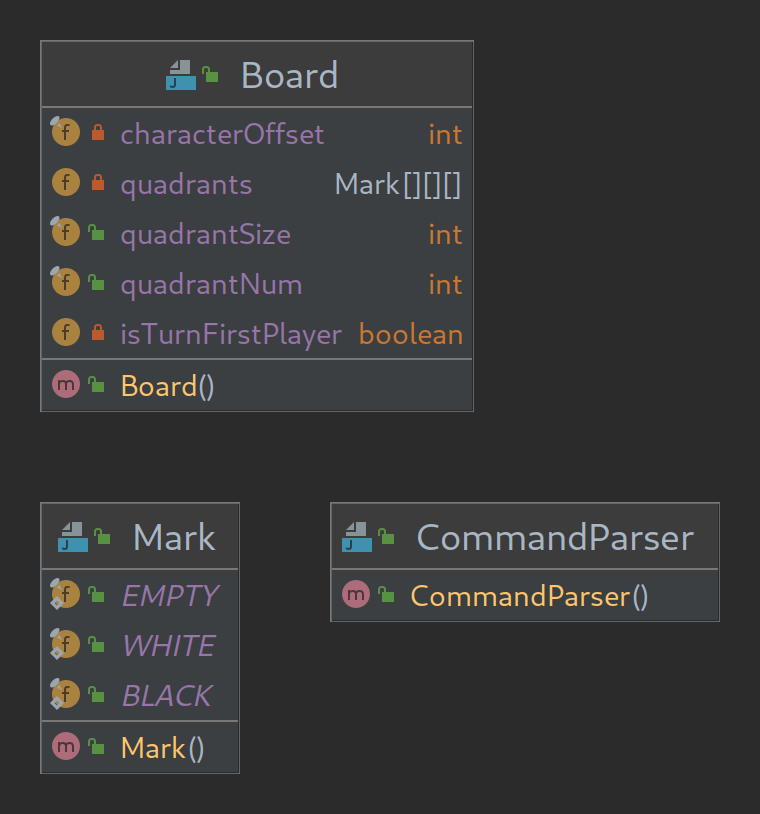 Board
characterOffset int
quadrants Mark[][][]
quadrantSize int
quadrantNum int
isTurnFirstPlayer boolean
Board()
Mark
EMPTY
WHITE
BLACK
Mark()
CommandParser
CommandParser()